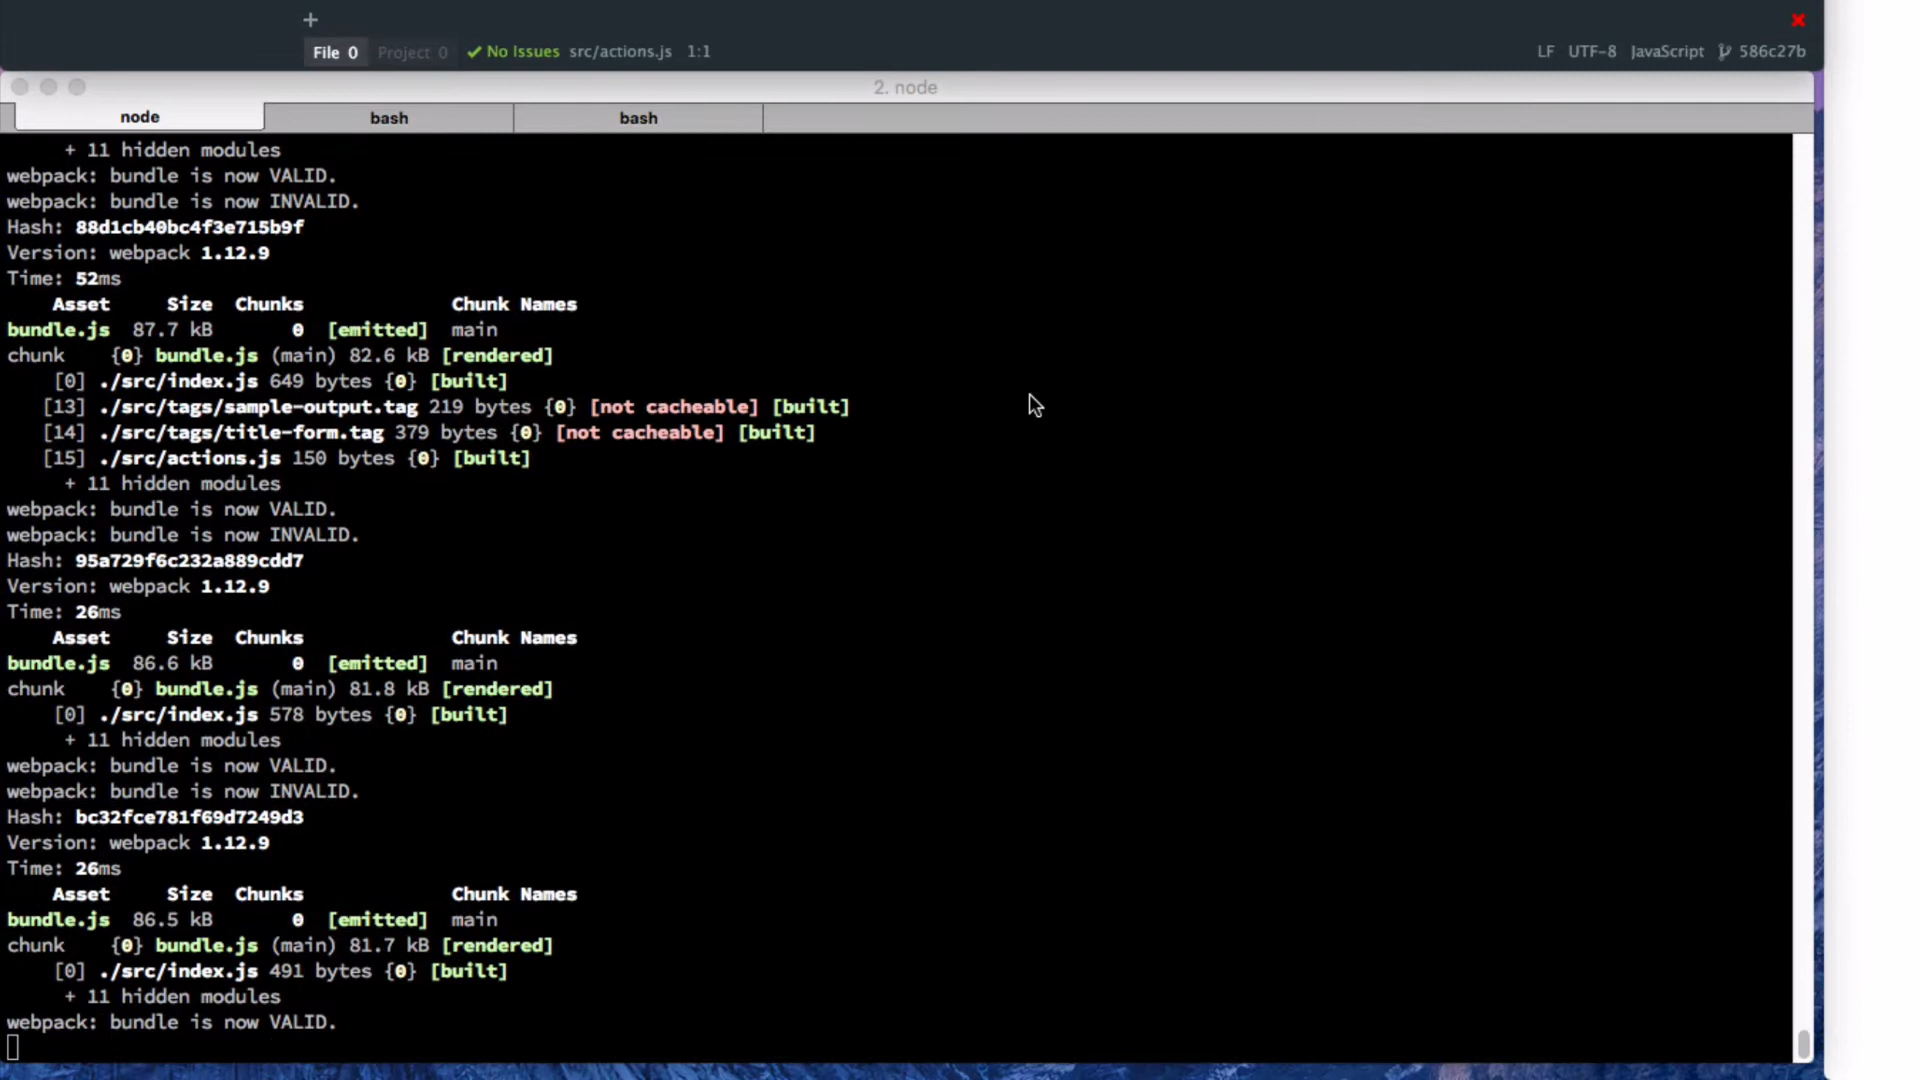 +
File 0 Project 0 No Issues src/actions.js 1:1 LF UTF-8 JavaScript 586c27b
2. node
node bash bash
+ 11 hidden modules
webpack: bundle is now VALID.
webpack: bundle is now INVALID.
Hash: 88d1cb40bc4f3e715b9f
Version: webpack 1.12.9
Time: 52ms
Asset Size Chunks Chunk Names
bundle.js 87.7 kB 0 [emitted] main
chunk {0} bundle.js (main) 82.6 kB [rendered]
[0] ./src/index.js 649 bytes {0} [built]
[13] ./src/tags/sample-output.tag 219 bytes {0} [not cacheable] [built]
[14] ./src/tags/title-form.tag 379 bytes {0} [not cacheable] [built]
[15] ./src/actions.js 150 bytes {0} [built]
+ 11 hidden modules
webpack: bundle is now VALID.
webpack: bundle is now INVALID.
Hash: 95a729f6c232a889cdd7
Version: webpack 1.12.9
Time: 26ms
Asset Size Chunks Chunk Names
bundle.js 86.6 kB 0 [emitted] main
chunk {0} bundle.js (main) 81.8 kB [rendered]
[0] ./src/index.js 578 bytes {0} [built]
+ 11 hidden modules
webpack: bundle is now VALID.
webpack: bundle is now INVALID.
Hash: bc32fce781f69d7249d3
Version: webpack 1.12.9
Time: 26ms
Asset Size Chunks Chunk Names
bundle.js 86.5 kB 0 [emitted] main
chunk {0} bundle.js (main) 81.7 kB [rendered]
[0] ./src/index.js 491 bytes {0} [built]
+ 11 hidden modules
webpack: bundle is now VALID.